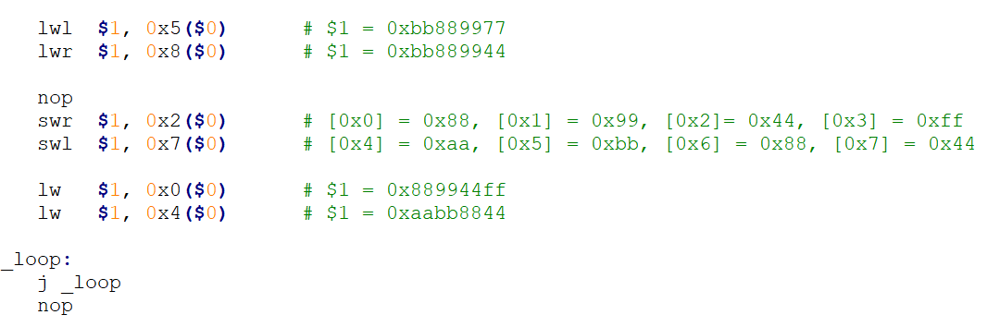 lwl $1, 0x5($0) # $1 = 0xbb889977
lwr $1, 0x8($0) # $1 = 0xbb889944
nop
swr $1, 0x2($0) # [0x0] = 0x88, [0x1] = 0x99, [0x2]= 0x44, [0x3] = 0xff
swl $1, 0x7($0) # [0x4] = 0xaa, [0x5] = 0xbb, [0x6] = 0x88, [0x7] = 0x44
lw $1, 0x0($0) # $1 = 0x889944ff
lw $1, 0x4($0) # $1 = 0xaabb8844
_loop:
j _loop
nop